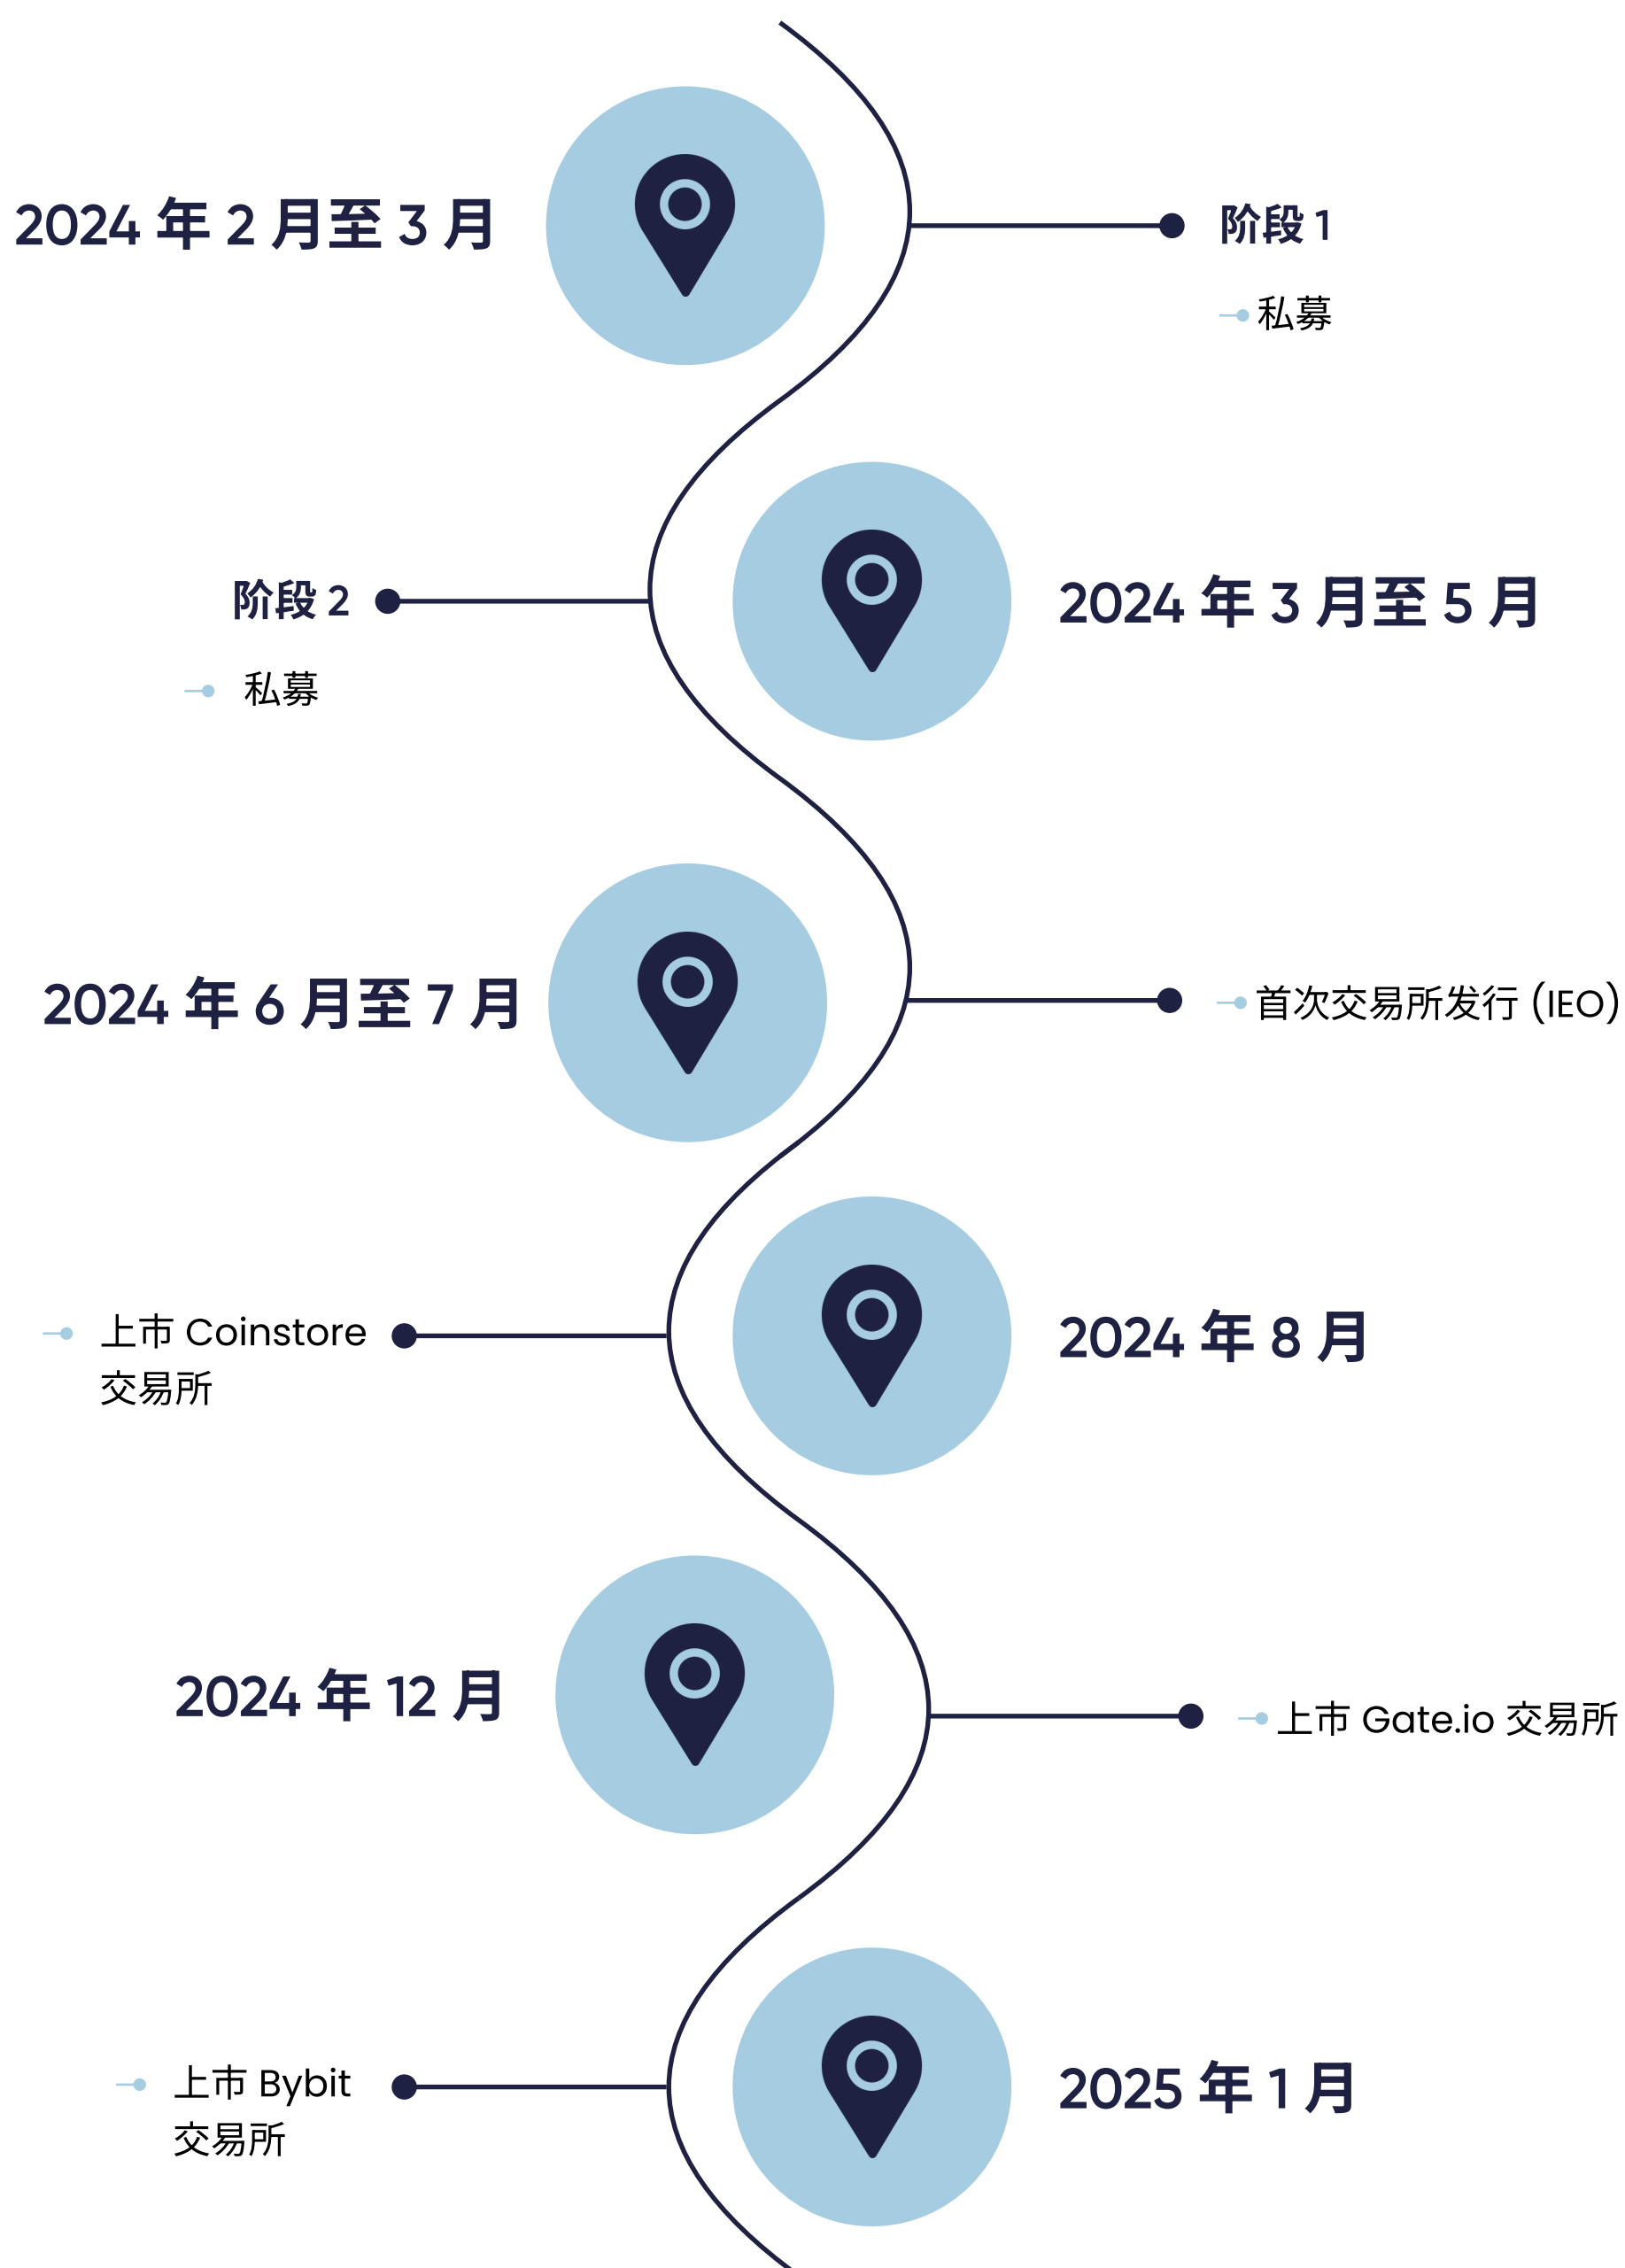 2024 年 2 月至 3 月
阶段 1
私募
阶段 2
私募
2024 年 3 月至 5 月
2024 年 6 月至 7 月
首次交易所发行 (IEO)
上市 Coinstore
交易所
2024 年 8 月
2024 年 12 月
上市 Gate.io 交易所
上市 Bybit
交易所
2025 年 1 月